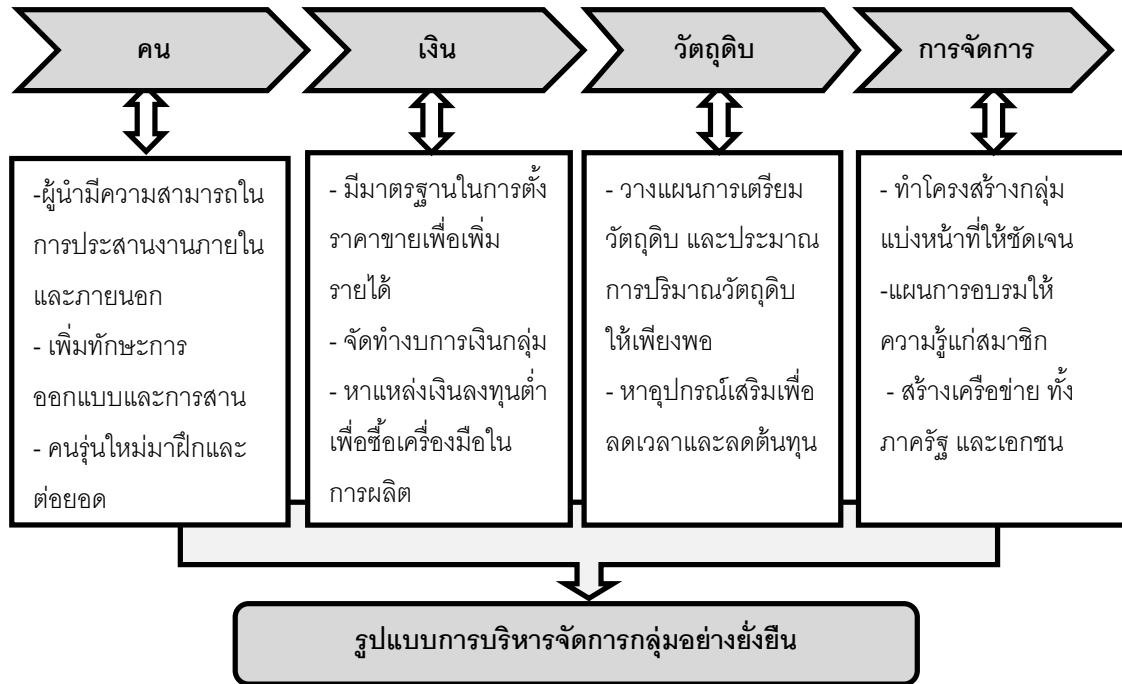 คน
เงิน
วัตถุดิบ
การจัดการ
-ผู้นำมีความสามารถใน
การประสานงานภายใน
และภายนอก
- เพิ่มทักษะการ
ออกแบบและการสาน
- คนรุ่นใหม่มาฝึกและ
ต่อยอด
- มีมาตรฐานในการตั้ง
ราคาขายเพื่อเพิ่ม
รายได้
- จัดทำงบการเงินกลุ่ม
- หาแหล่งเงินลงทุนต่ำ
เพื่อซื้อเครื่องมือใน
การผลิต
- วางแผนการเตรียม
วัตถุดิบ และประมาณ
การปริมาณวัตถุดิบ
ให้เพียงพอ
- หาอุปกรณ์เสริมเพื่อ
ลดเวลาและลดต้นทุน
- ทำโครงสร้างกลุ่ม
แบ่งหน้าที่ให้ชัดเจน
-แผนการอบรมให้
ความรู้แก่สมาชิก
- สร้างเครือข่าย ทั้ง
ภาครัฐ และเอกชน
รูปแบบการบริหารจัดการกลุ่มอย่างยั่งยืน